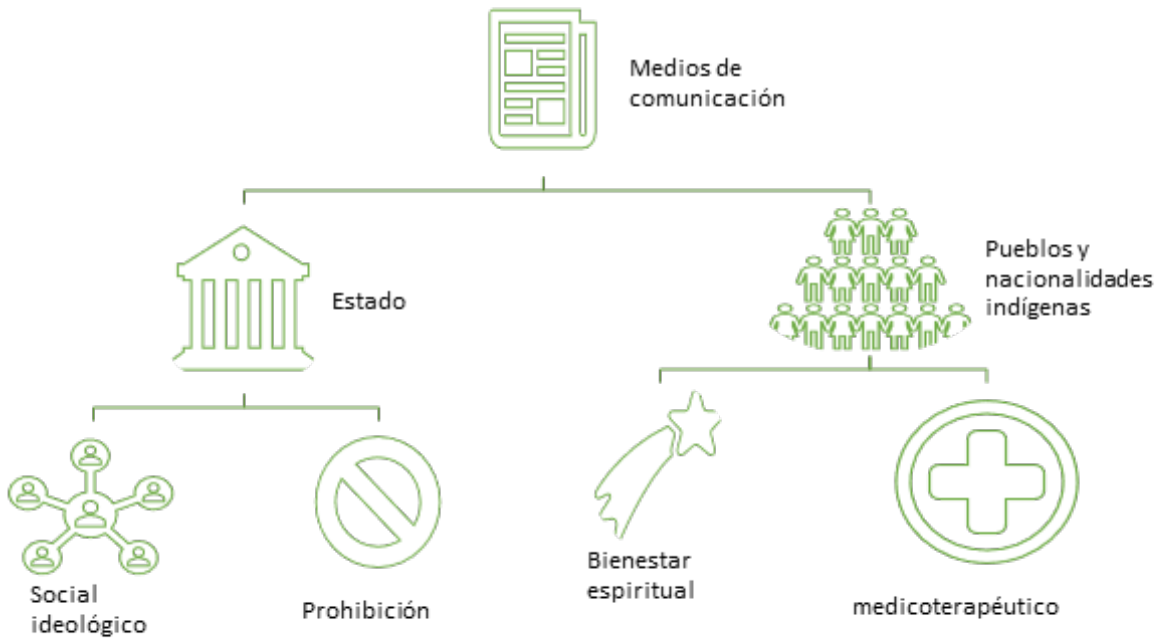 Medios de
comunicación
Estado
Pueblos y
nacionalidades
indígenas
Social
ideológico
Prohibición
Bienestar
espiritual
medicoterapéutico